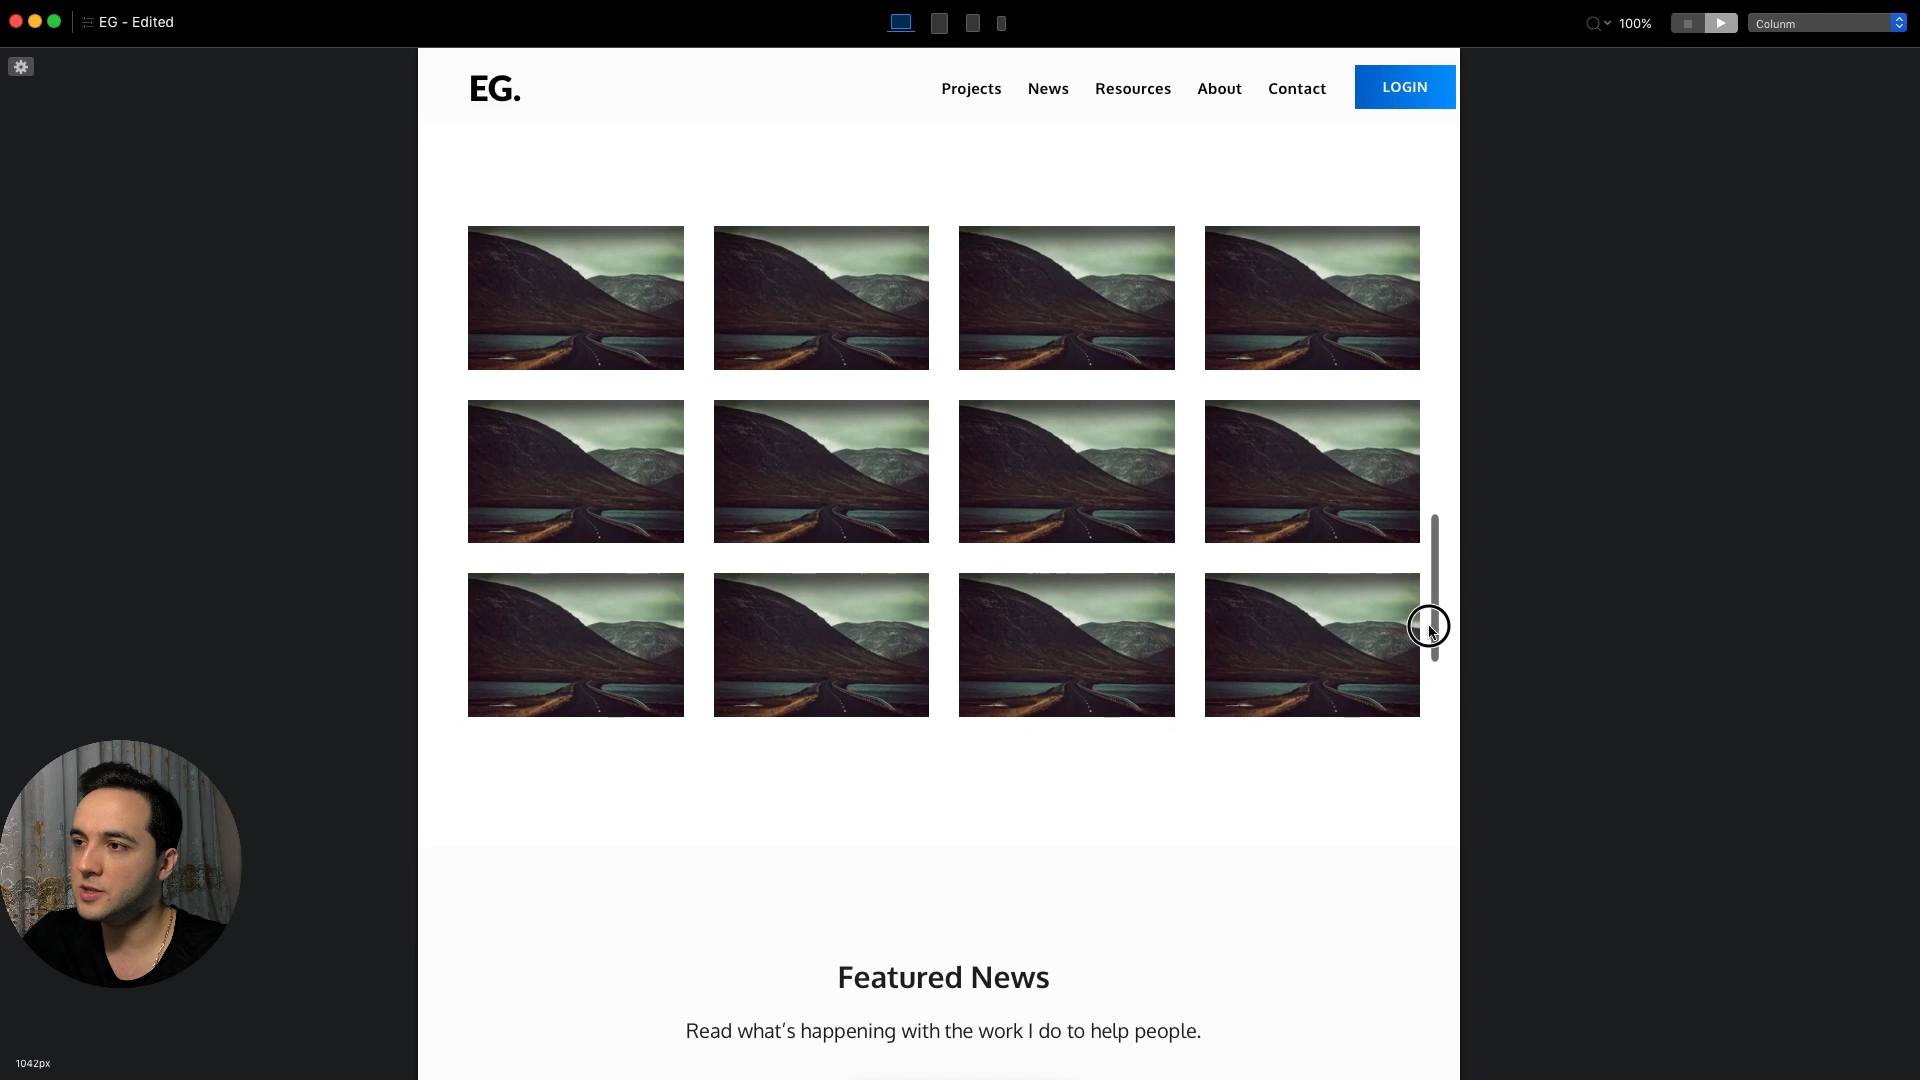 EG - Edited
100%
Colunm
EG.
Projects News Resources About Contact LOGIN
Featured News
Read what's happening with the work I do to help people.
1042px